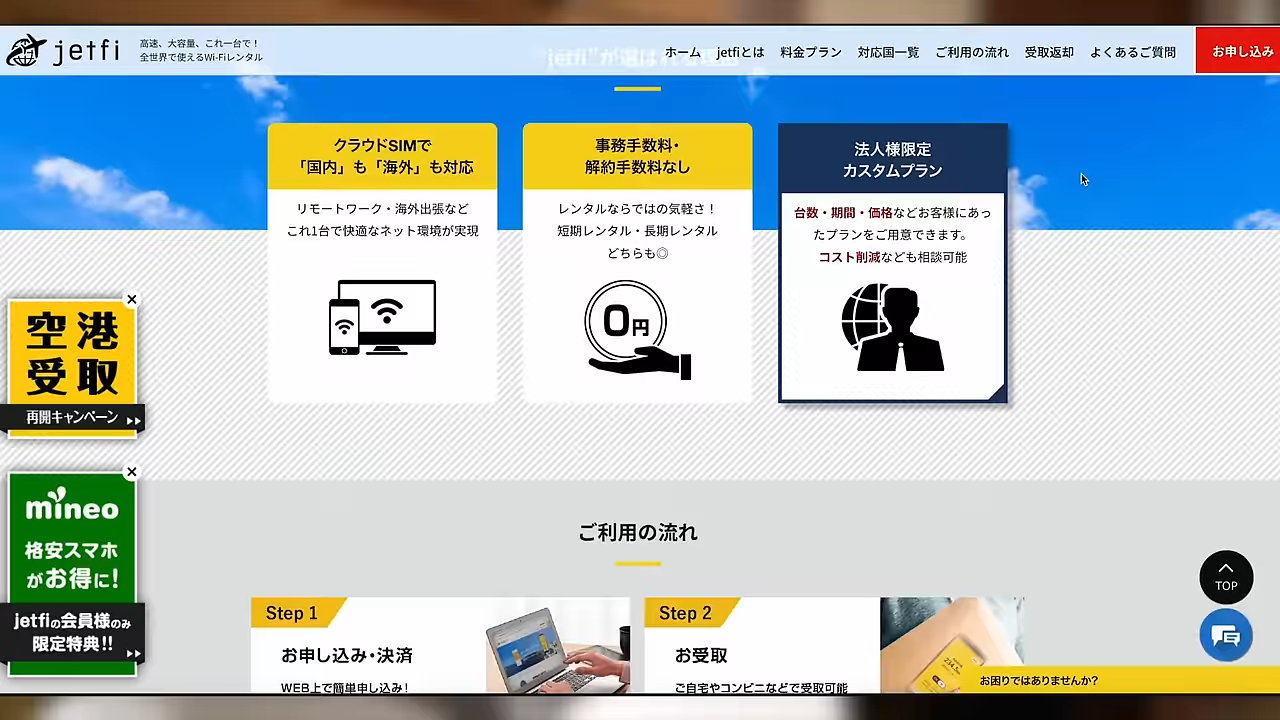 jetfi
高速、大容量、これ一台で！
全世界で使えるWi-Fiレンタル
ホーム
jetfiとは
料金プラン
対応国一覧
ご利用の流れ
受取返却
よくあるご質問
お申し込み
jetfi"が選ばれる理由
クラウドSIMで
「国内」も「海外」も対応
リモートワーク・海外出張など
これ1台で快適なネット環境が実現
事務手数料・
解約手数料なし
レンタルならではの気軽さ！
短期レンタル・長期レンタル
どちらも◎
0円
法人様限定
カスタムプラン
台数・期間・価格などお客様にあっ
たプランをご用意できます。
コスト削減なども相談可能
空港
受取
再開キャンペーン
mineo
格安スマホ
がお得に!
jetfiの会員様のみ
限定特典!!
ご利用の流れ
Step 1
お申し込み・決済
WEB上で簡単申し込み！
Step 2
お受取
ご自宅やコンビニなどで受取可能
TOP
お困りではありませんか?